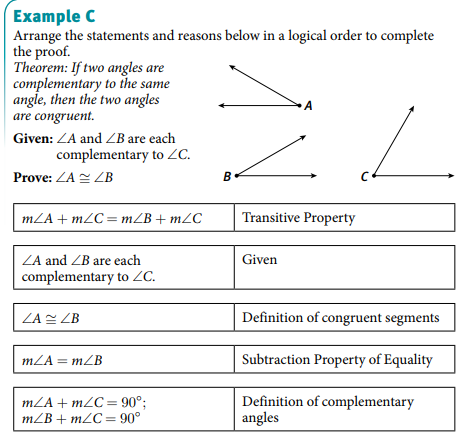 Example C
Arrange the statements and reasons below in a logical order to complete
the proof.
Theorem: If two angles are
complementary to the same
angle, then the two angles
are congruent.
A
Given: ∠A and ∠B are each
complementary to ∠C.
Prove: ∠A ≅ ∠B
B
C
m∠A + m∠C = m∠B + m∠C
Transitive Property
∠A and ∠B are each
complementary to ∠C.
Given
∠A ≅ ∠B
Definition of congruent segments
m∠A = m∠B
Subtraction Property of Equality
m∠A + m∠C = 90°;
m∠B + m∠C = 90°
Definition of complementary
angles